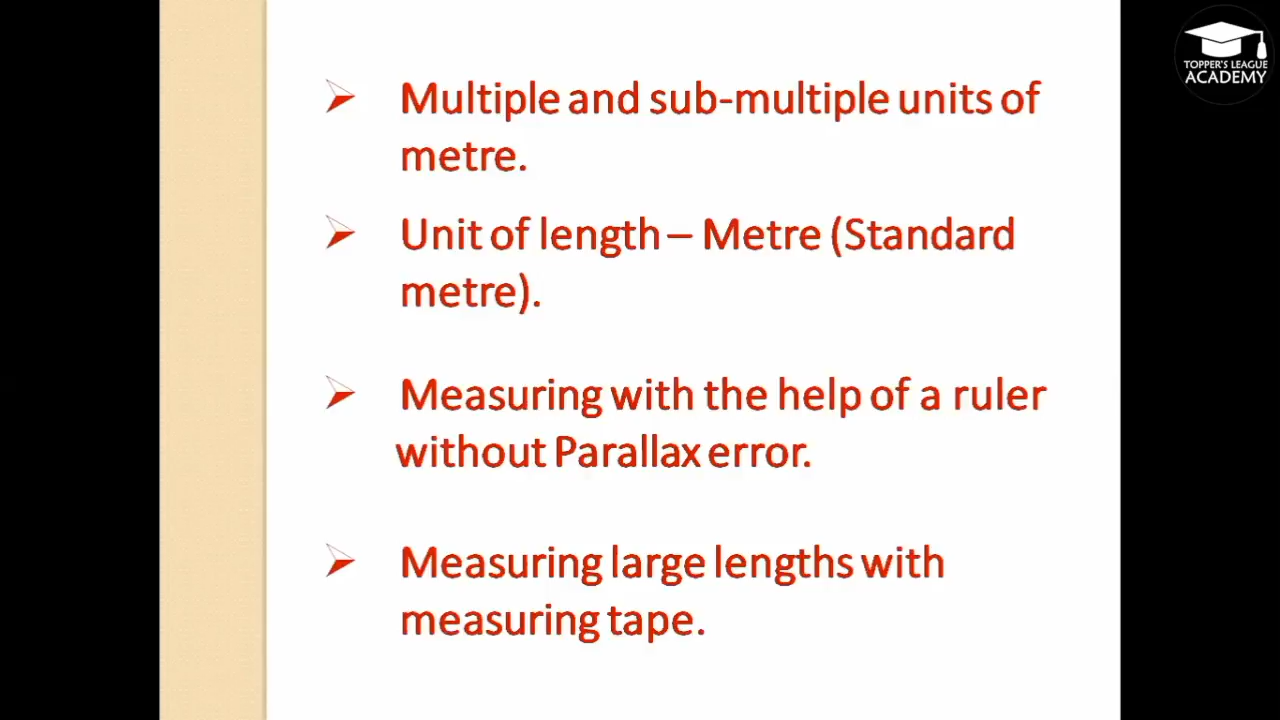 TOPPER'S LEAGUE
ACADEMY
Multiple and sub-multiple units of
metre.
Unit of length – Metre (Standard
metre).
Measuring with the help of a ruler
without Parallax error.
Measuring large lengths with
measuring tape.